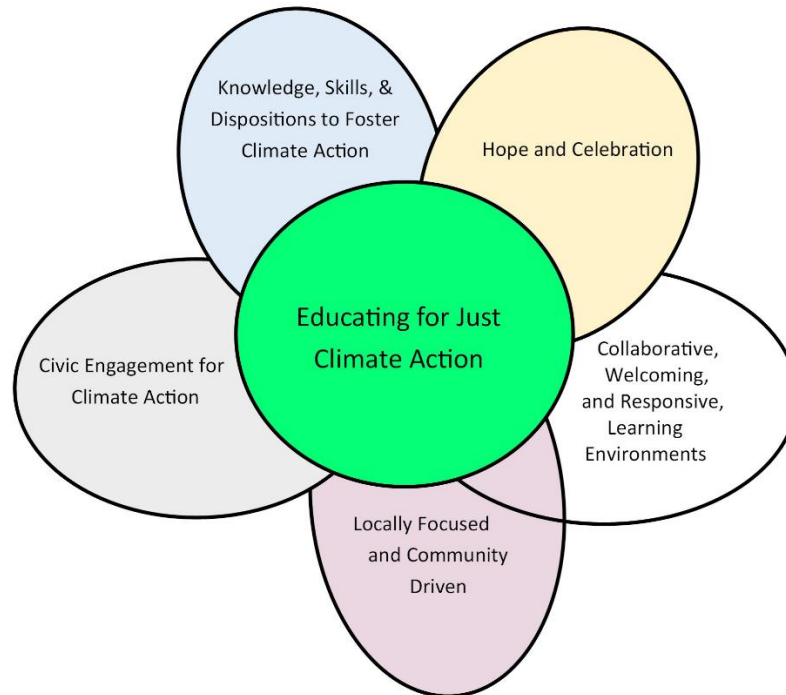 Knowledge, Skills, &
Dispositions to Foster
Climate Action
Hope and Celebration
Educating for Just
Climate Action
Civic Engagement for
Climate Action
Collaborative,
Welcoming,
and Responsive,
Learning
Environments
Locally Focused
and Community
Driven